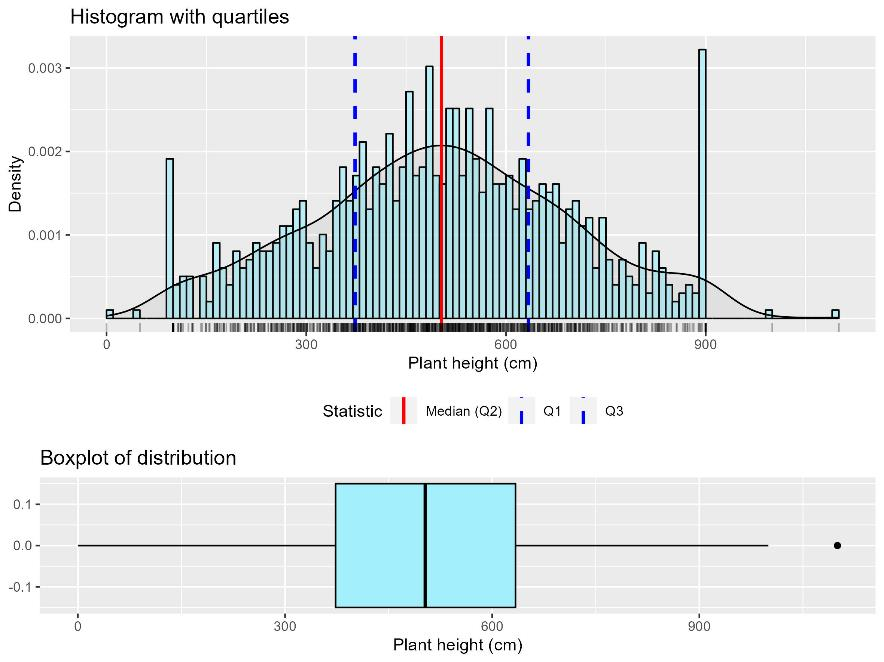 Histogram with quartiles
0.003
0.002
0.001
0.000
Density
0 300 600 900
Plant height (cm)
Statistic Median (Q2) Q1 Q3
Boxplot of distribution
0.1
0.0
-0.1
0 300 600 900
Plant height (cm)